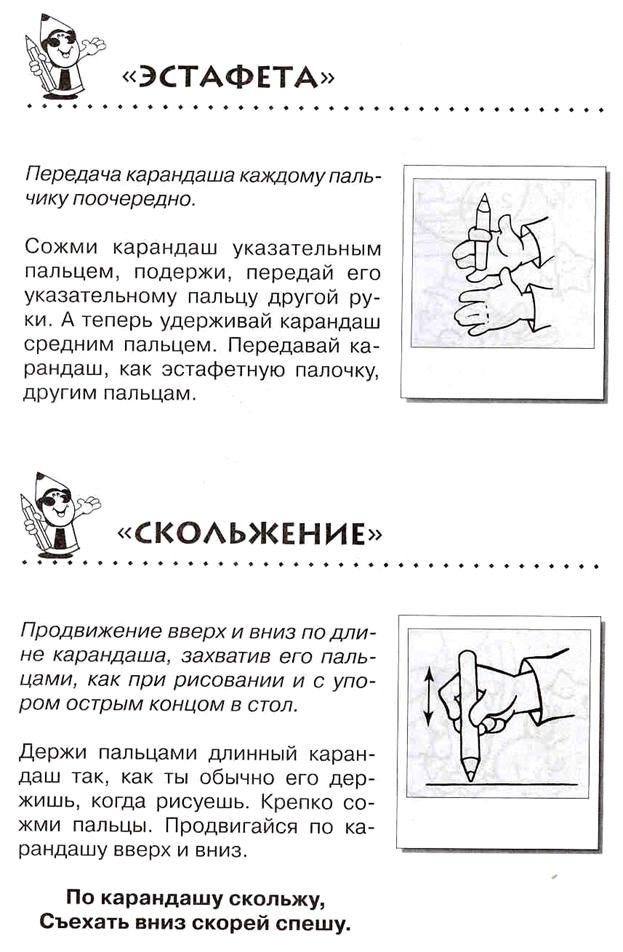 «ЭСТАФЕТА»
Передача карандаша каждому паль-
чику поочередно.
Сожми карандаш указательным
пальцем, подержи, передай его
указательному пальцу другой ру-
ки. А теперь удерживай карандаш
средним пальцем. Передавай ка-
рандаш, как эстафетную палочку,
другим пальцам.
«СКОЛЬЖЕНИЕ»
Продвижение вверх и вниз по дли-
не карандаша, захватив его паль-
цами, как при рисовании и с упо-
ром острым концом в стол.
Держи пальцами длинный каран-
даш так, как ты обычно его дер-
жишь, когда рисуешь. Крепко со-
жми пальцы. Продвигайся по ка-
рандашу вверх и вниз.
По карандашу скольжу,
Съехать вниз скорей спешу.